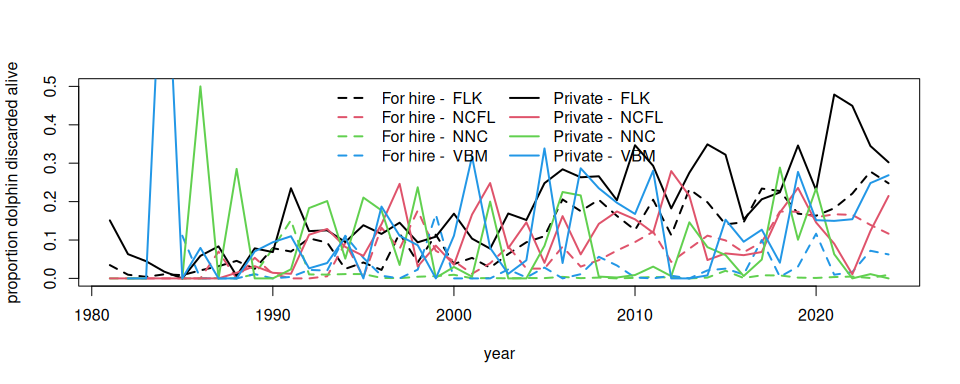 proportion dolphin discarded alive
0.5
0.4
0.3
0.2
0.1
0.0
For hire - FLK
For hire - NCFL
For hire - NNC
For hire - VBM
Private - FLK
Private - NCFL
Private - NNC
Private - VBM
1980 1990 2000 2010 2020
year